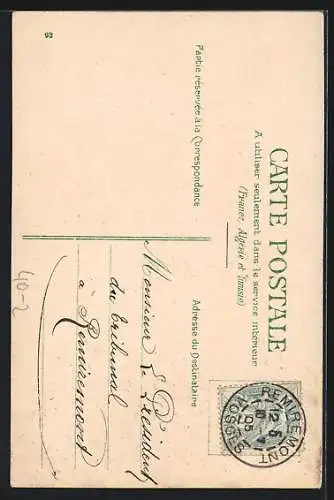 CARTE POSTALE
A utiliser seulement dans le service intérieur
(France, Algérie et Tunisie)
Partie réservée à la Correspondance
Adresse du Destinataire
REMIREMONT
VOSGES
Monsieur le Président
du tribunal
à Remiremont
93
40-2